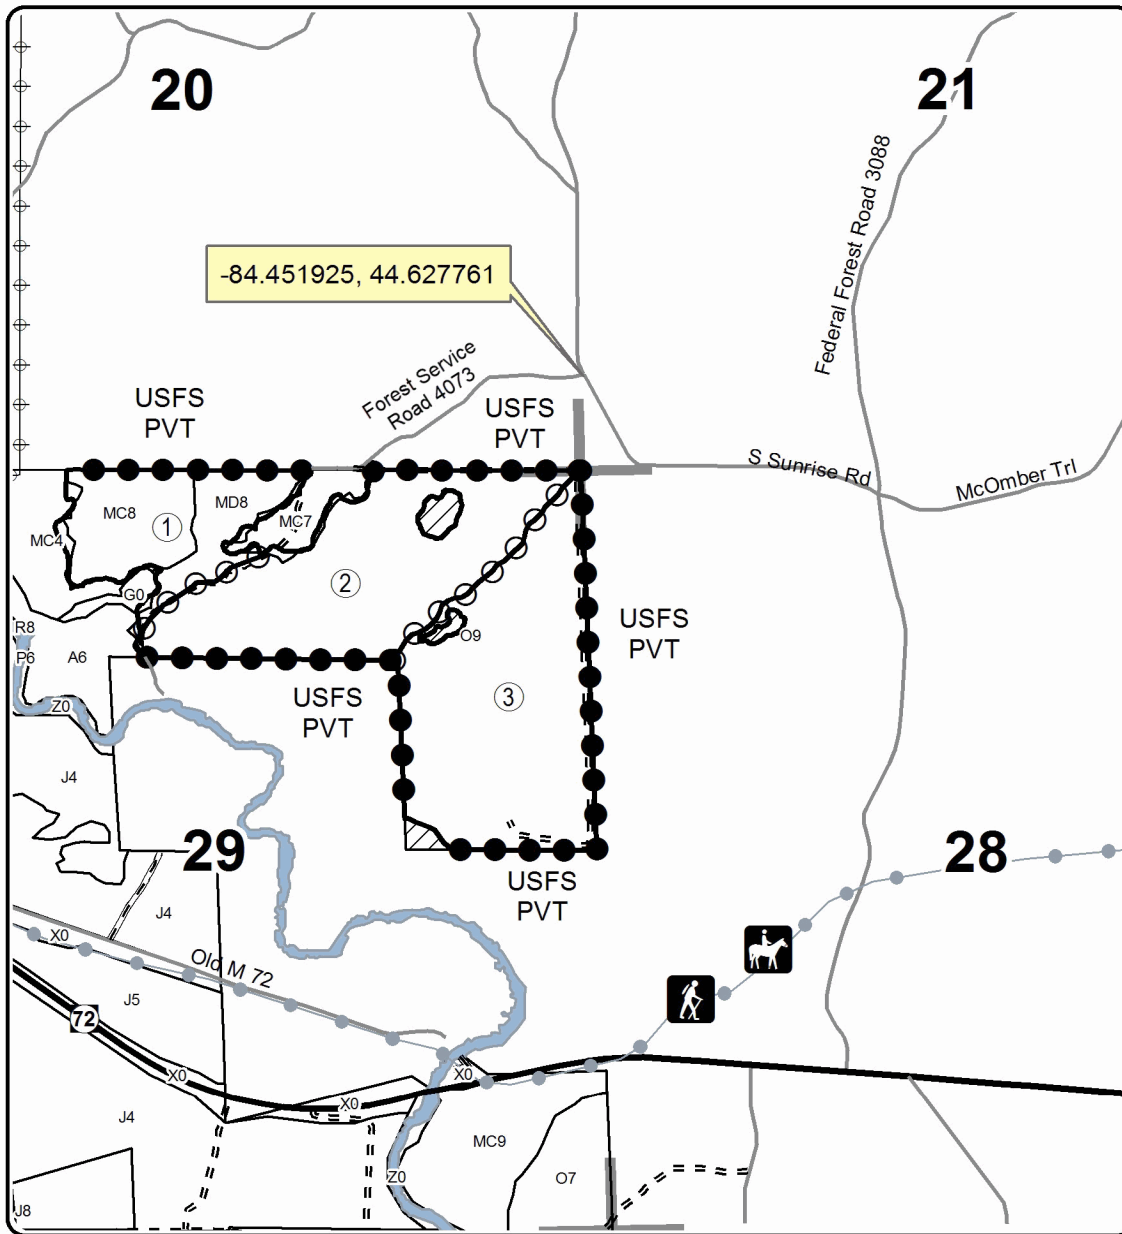 20
21
Federal Forest Road 3088
-84.451925, 44.627761
Forest Service
Road 4073
USFS
PVT
USFS
PVT
S Sunrise Rd
McOmber Trl
MD8
MC8
1
MC7
MC4
2
G0
R8
O9
P6
A6
USFS
PVT
USFS
PVT
3
Z0
J4
29
28
USFS
PVT
J4
X0
Old M 72
J5
72
X0
X0
X0
J4
MC9
Z0
O7
J8